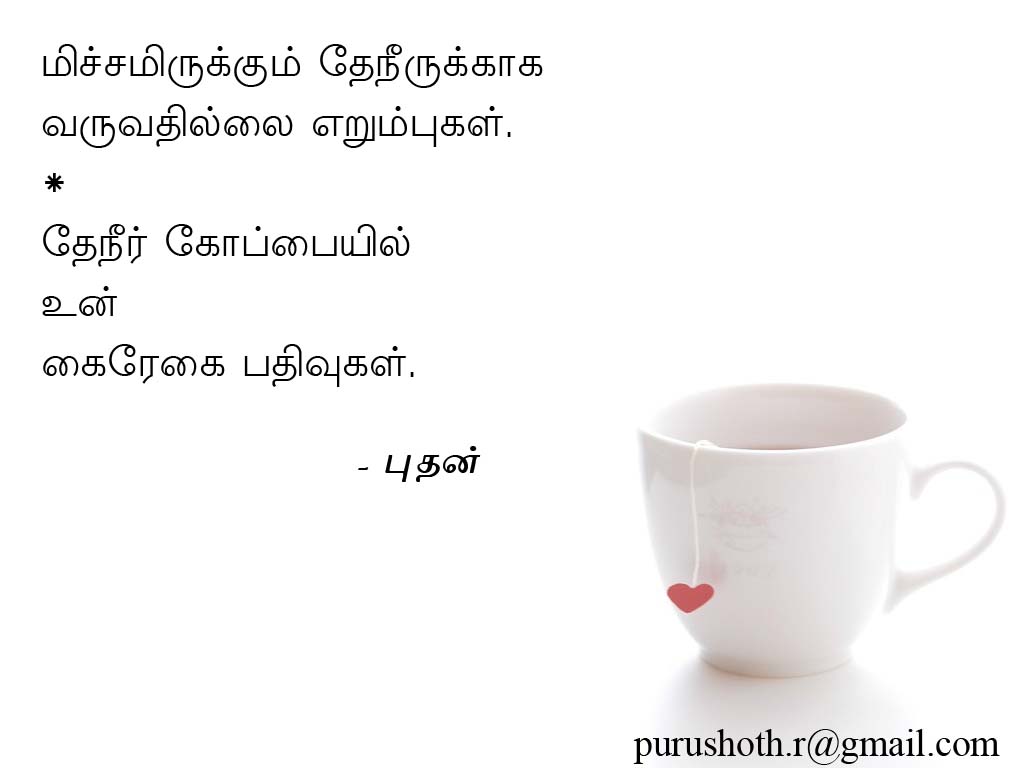 மிச்சமிருக்கும் தேநீருக்காக
வருவதில்லை எறும்புகள்.
*
தேநீர் கோப்பையில்
உன்
கைரேகை பதிவுகள்.
- புதன்
purushoth.r@gmail.com